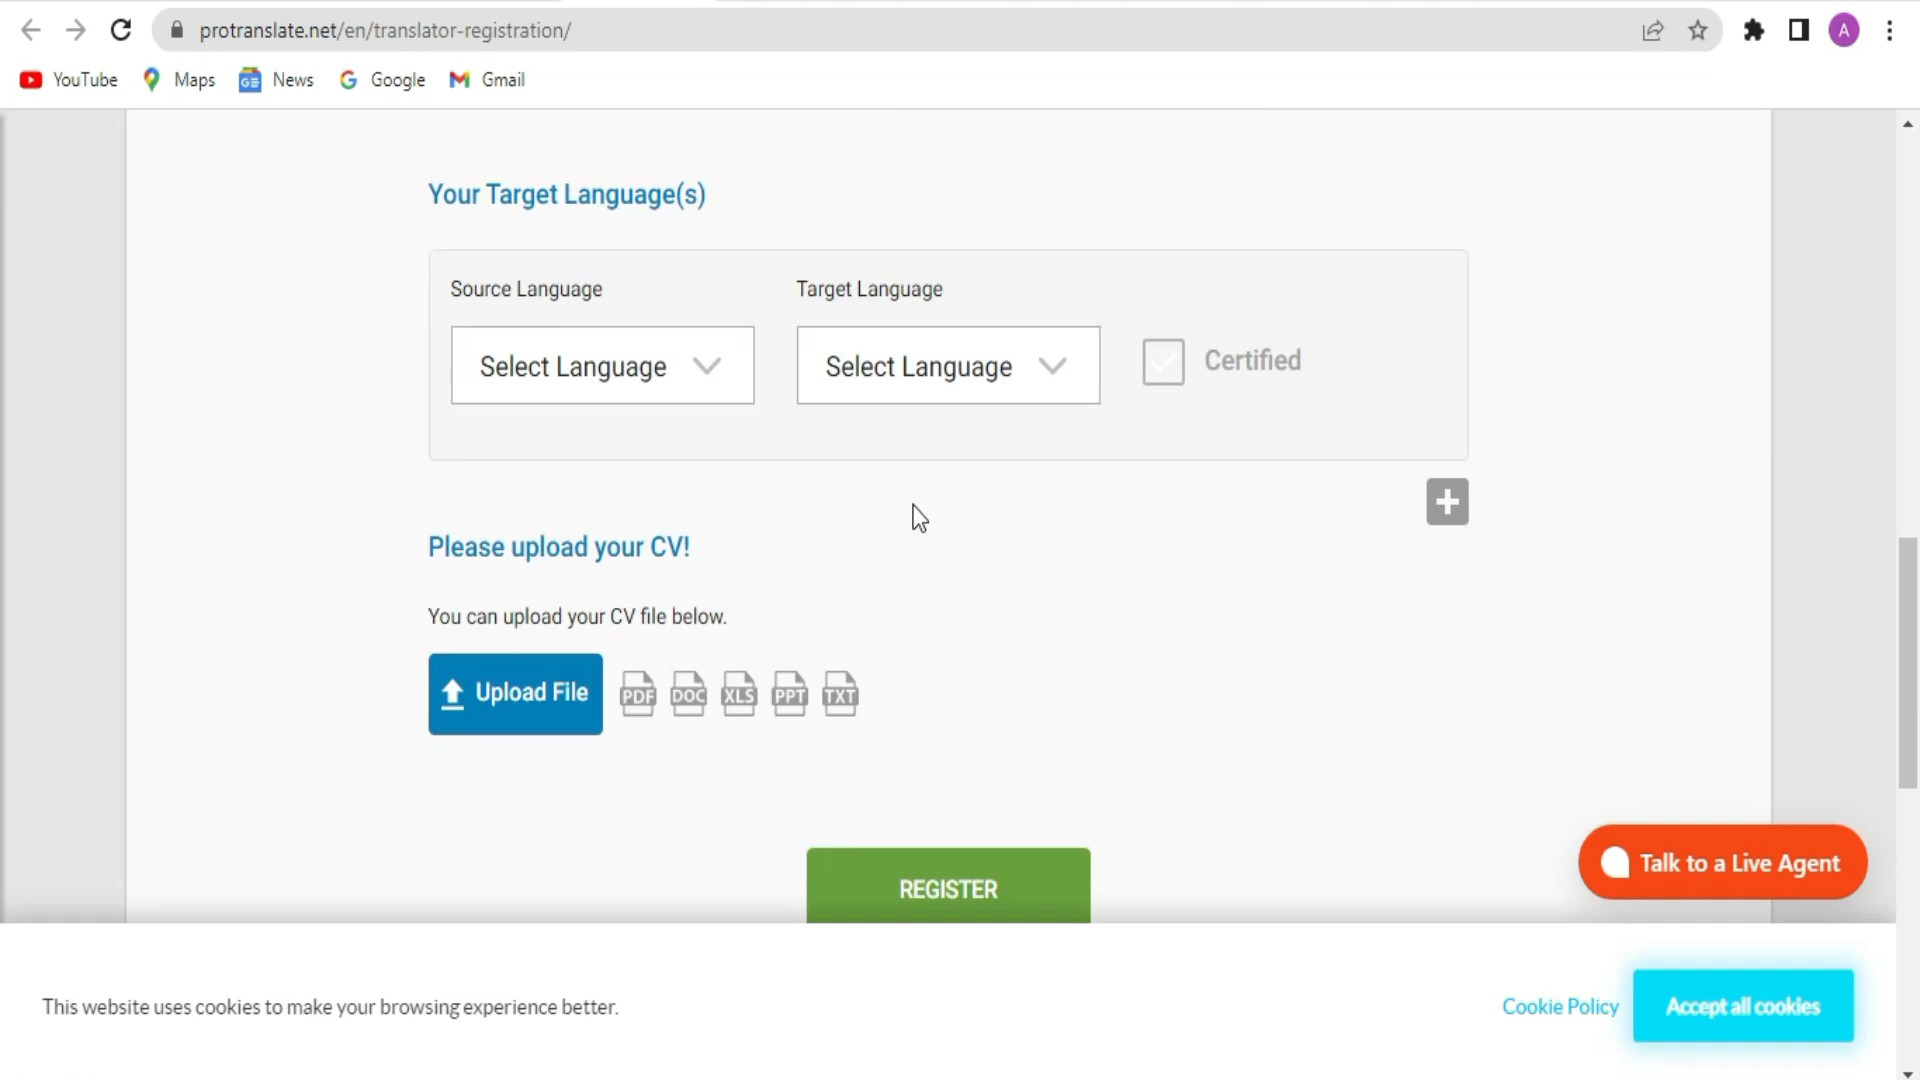 protranslate.net/en/translator-registration/
A
YouTube
Maps
GE
News
Google
Gmail
Your Target Language(s)
Source Language
Target Language
Select Language
Select Language
Certified
Please upload your CV!
You can upload your CV file below.
Upload File
PDF
DOC
XLS
PPT
TXT
REGISTER
Talk to a Live Agent
This website uses cookies to make your browsing experience better.
Cookie Policy
Accept all cookies